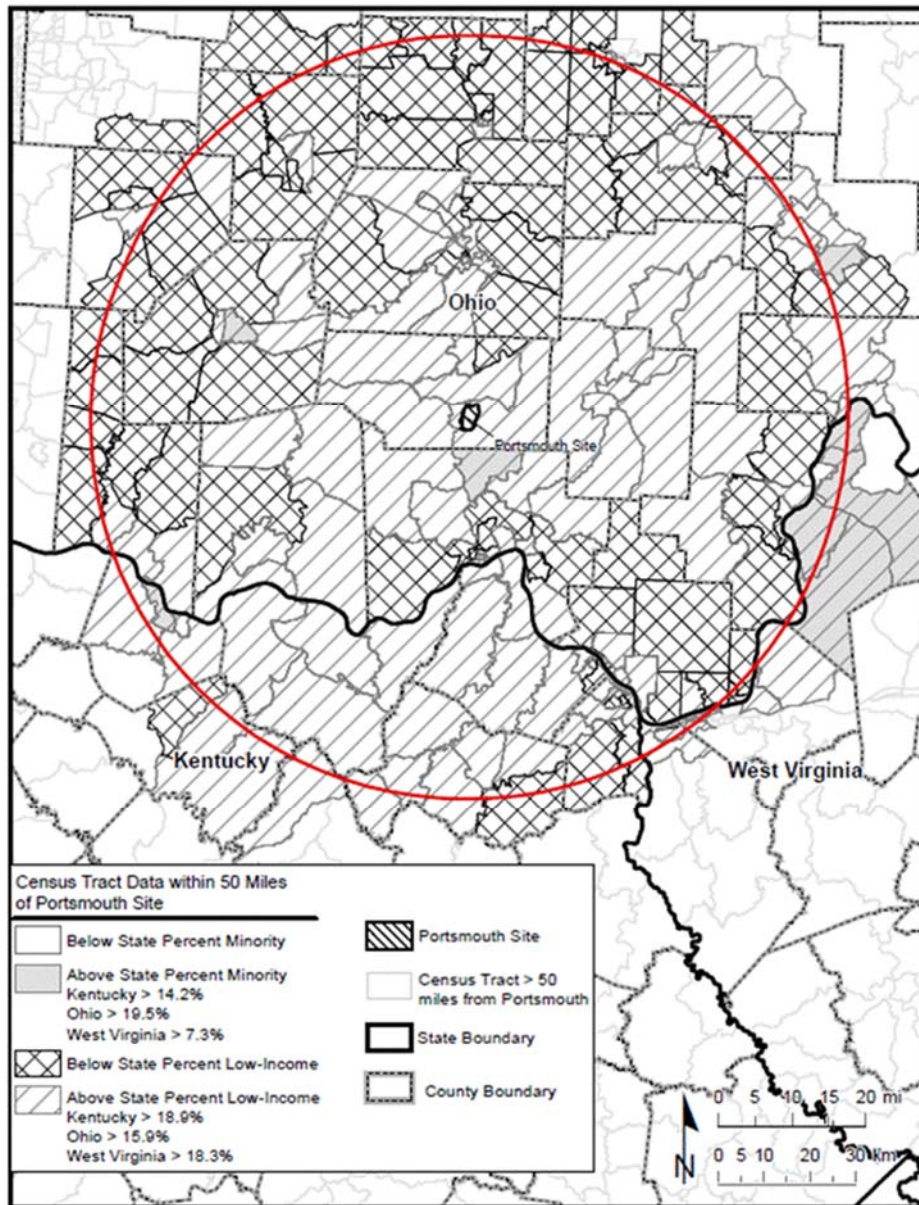 Ohio
Portsmouth Site
Kentucky
West Virginia
Census Tract Data within 50 Miles
of Portsmouth Site
Below State Percent Minority
Above State Percent Minority
Kentucky > 14.2%
Ohio > 19.5%
West Virginia > 7.3%
Below State Percent Low-Income
Above State Percent Low-Income
Kentucky > 18.9%
Ohio > 15.9%
West Virginia > 18.3%
Portsmouth Site
Census Tract > 50
miles from Portsmouth
State Boundary
County Boundary
N
0 5 10 15 20 mi
0 5 10 20 30 Km